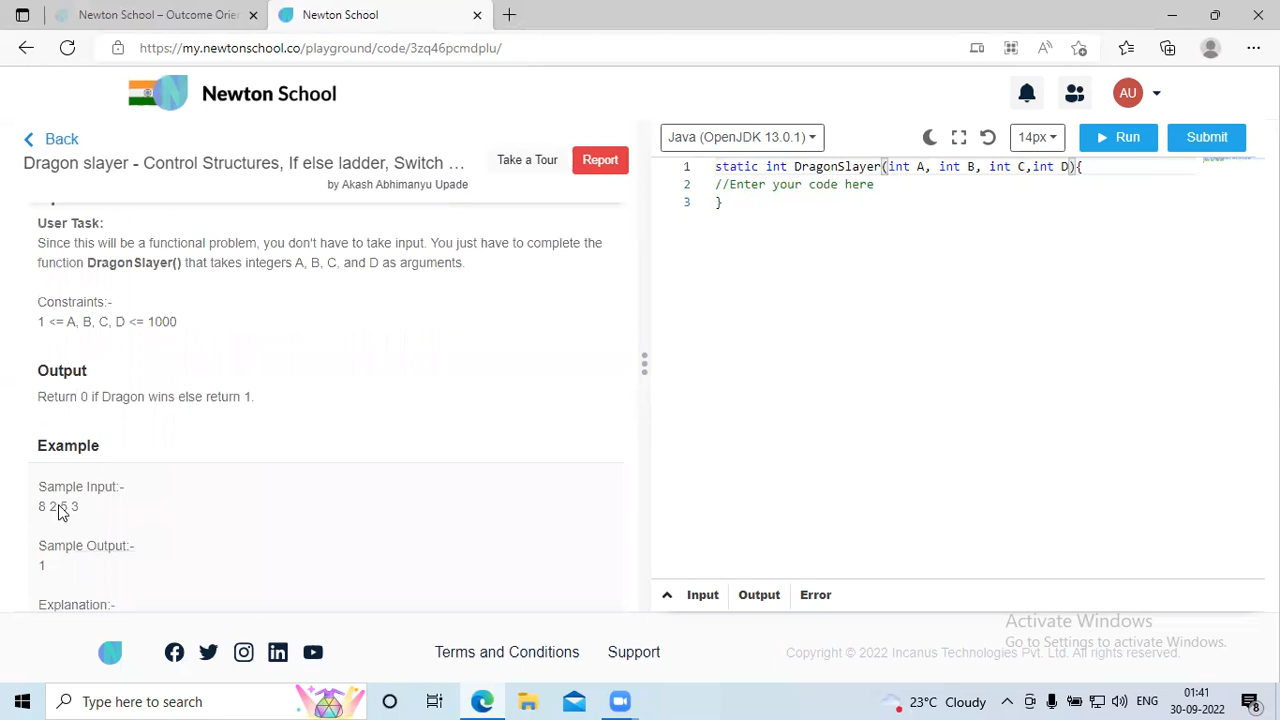 Newton School - Outcome Orien
Newton School
https://my.newtonschool.co/playground/code/3zq46pcmdplu/
Newton School
AU
Back
Dragon slayer - Control Structures, If else ladder, Switch ...
by Akash Abhimanyu Upade
Take a Tour
Report
User Task:
Since this will be a functional problem, you don't have to take input. You just have to complete the
function DragonSlayer() that takes integers A, B, C, and D as arguments.
Constraints:-
1 <= A, B, C, D <= 1000
Output
Return 0 if Dragon wins else return 1.
Example
Sample Input:-
8 2 5 3
Sample Output:-
1
Explanation:-
Java (OpenJDK 13.0.1)
14px
Run
Submit
1 static int DragonSlayer(int A, int B, int C,int D){
2 //Enter your code here
3 }
Input
Output
Error
Activate Windows
Go to Settings to activate Windows.
Terms and Conditions
Support
Copyright © 2022 Incanus Technologies Pvt. Ltd. All rights reserved.
Type here to search
23°C Cloudy
ENG
01:41
30-09-2022
8